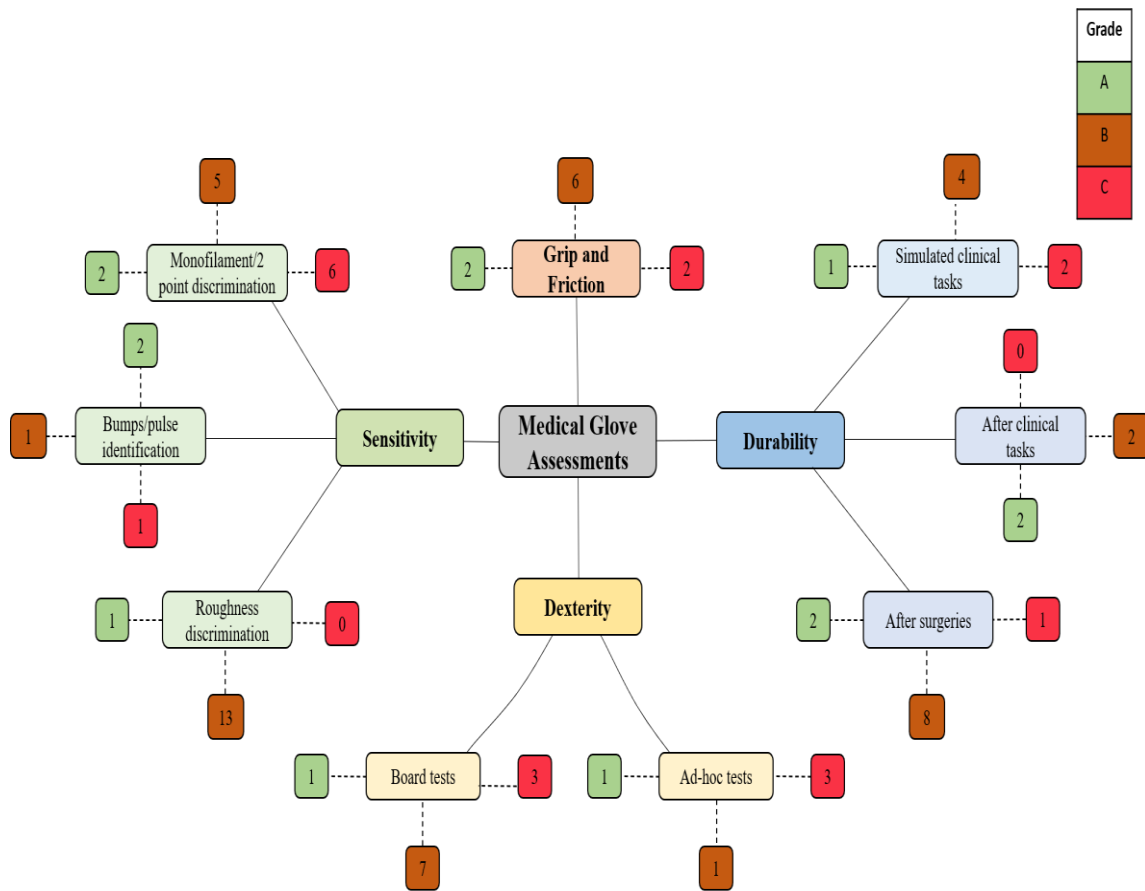 Grade
A
B
C
5
6
4
Monofilament/2
point discrimination
2
6
Grip and
Friction
2
2
Simulated clinical
tasks
1
2
2
0
Bumps/pulse
identification
1
Sensitivity
Medical Glove
Assessments
Durability
After clinical
tasks
2
1
2
Roughness
discrimination
1
0
Dexterity
After surgeries
2
1
13
8
Board tests
1
3
Ad-hoc tests
1
3
7
1